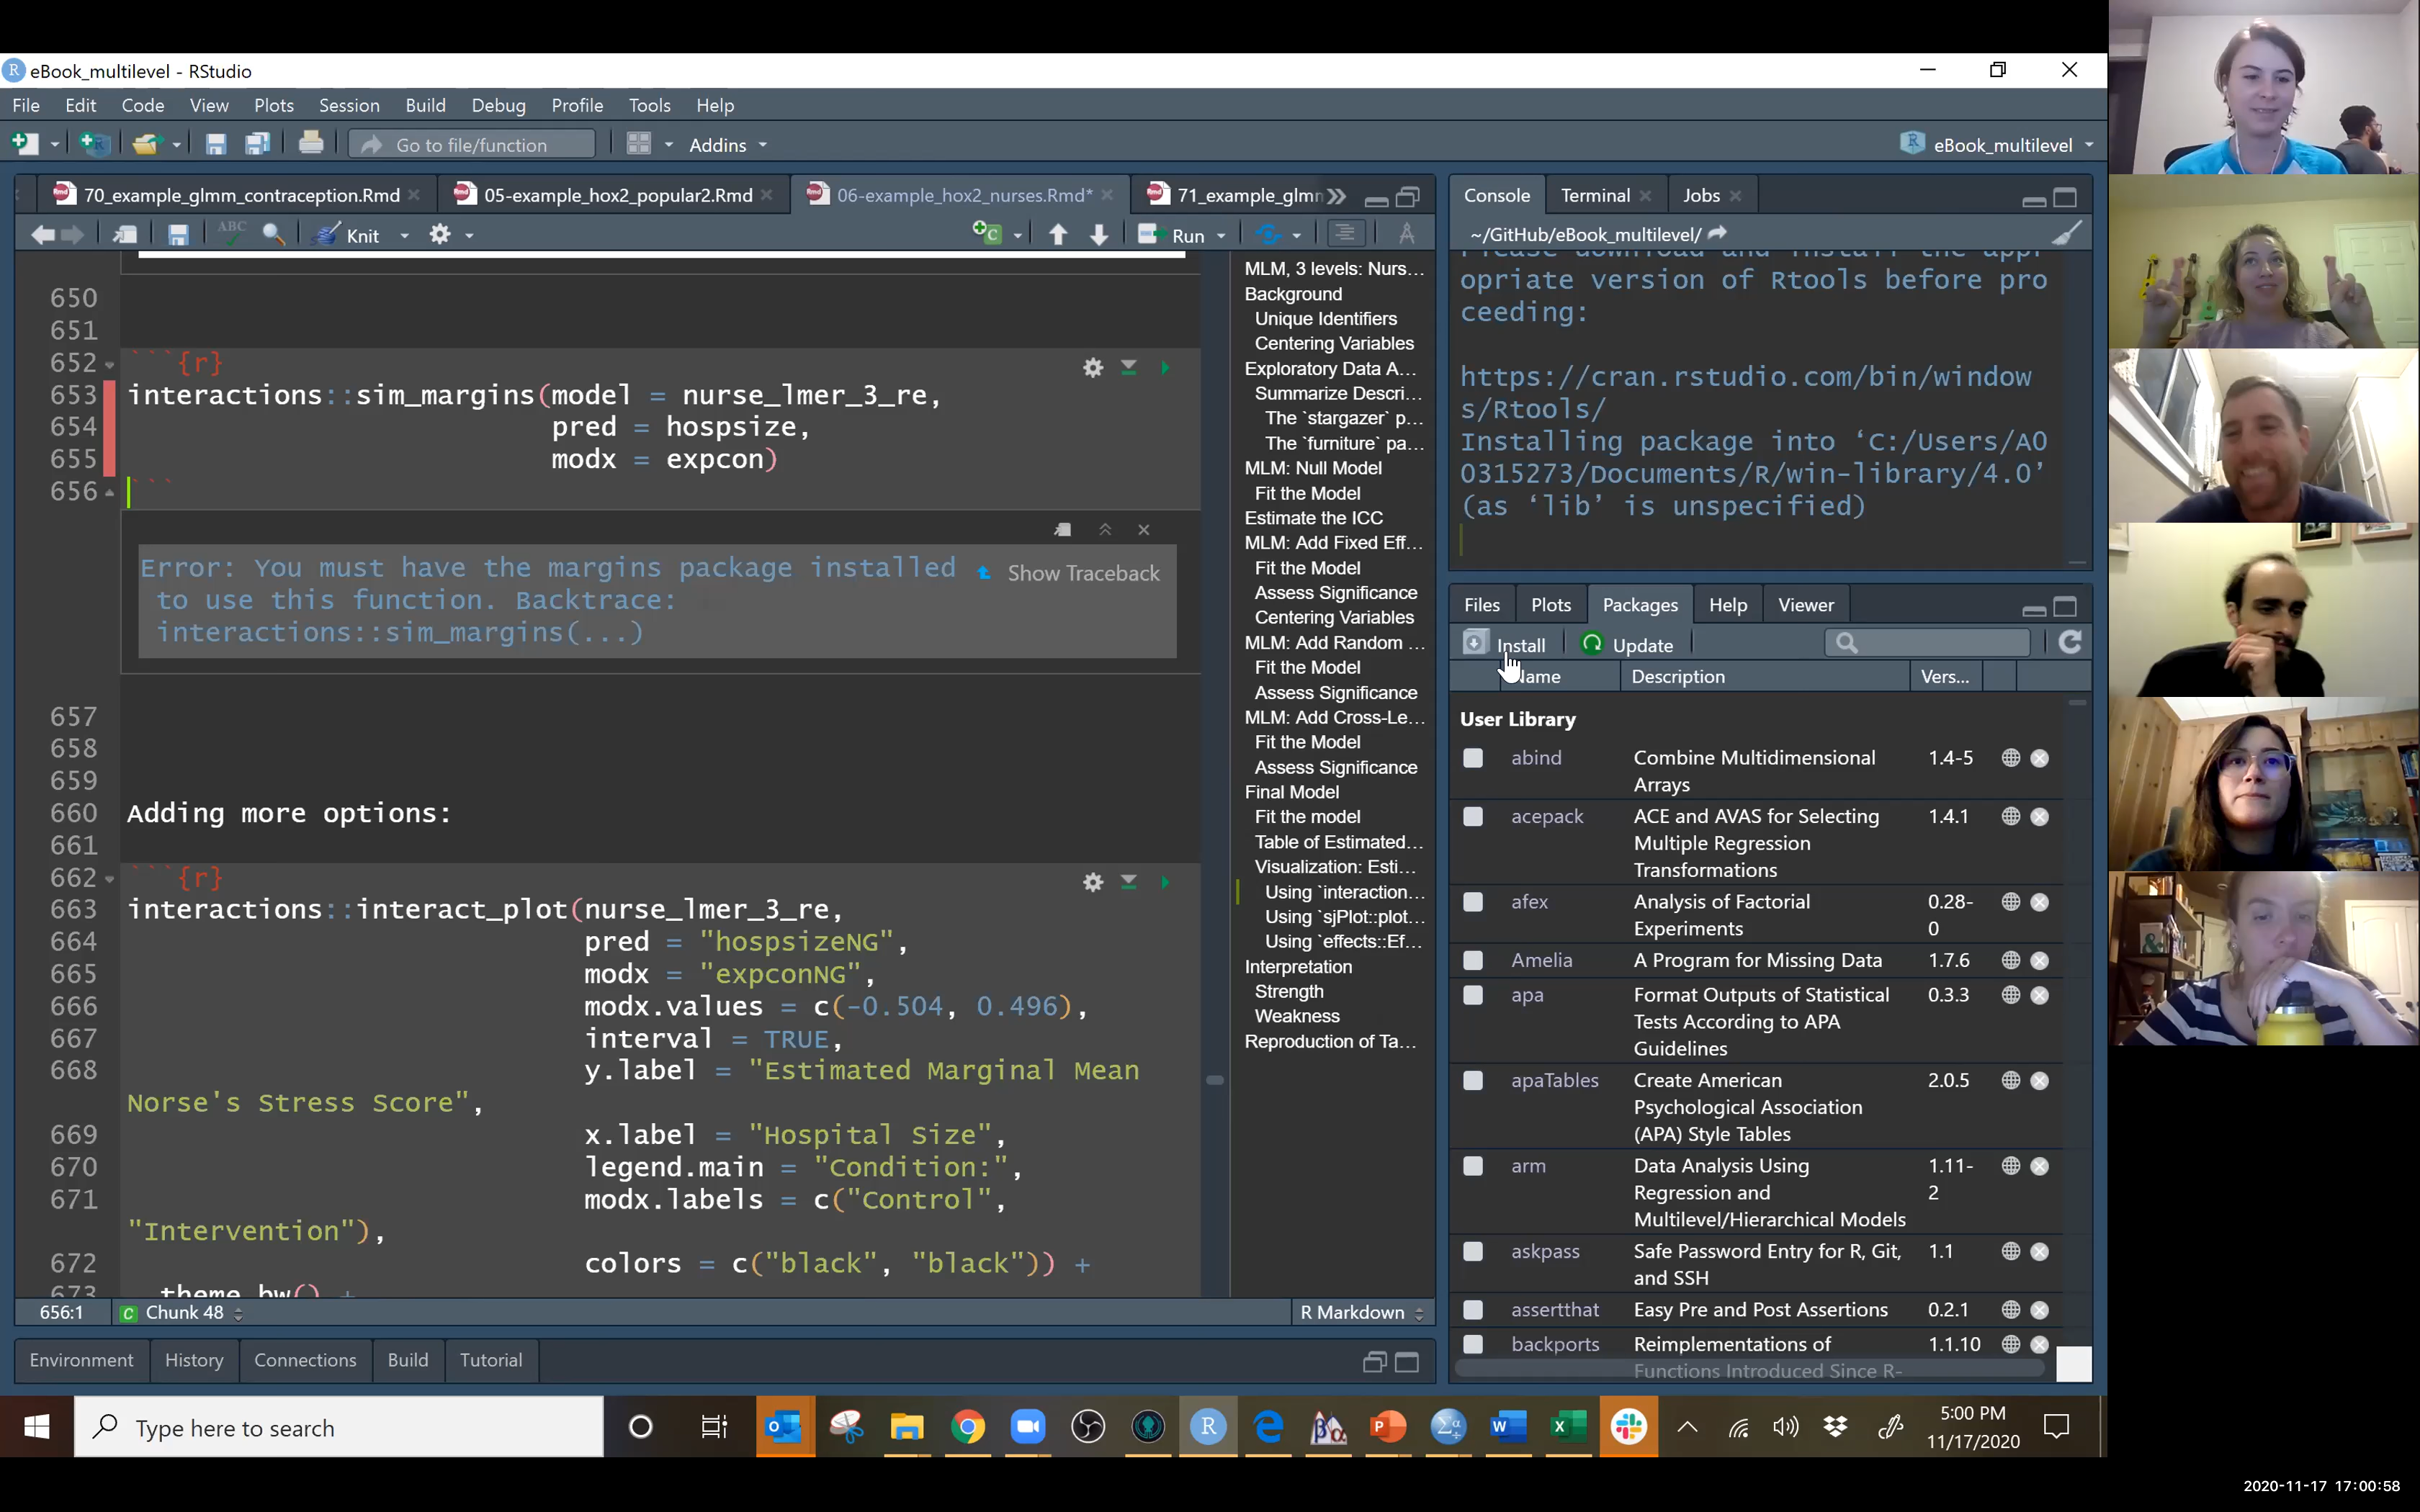 eBook_multilevel - RStudio
File Edit Code View Plots Session Build Debug Profile Tools Help
Go to file/function Addins eBook_multilevel
70_example_glmm_contraception.Rmd 05-example_hox2_popular2.Rmd 06-example_hox2_nurses.Rmd* 71_example_glmn
ABC Knit Run
650
651
652 ```{r}
653 interactions::sim_margins(model = nurse_lmer_3_re,
654 pred = hospsize,
655 modx = expcon)
656 ```
Error: You must have the margins package installed
to use this function. Backtrace:
interactions::sim_margins(...)
Show Traceback
657
658
659
660 Adding more options:
661
662 ```{r}
663 interactions::interact_plot(nurse_lmer_3_re,
664 pred = "hospsizeNG",
665 modx = "expconNG",
666 modx.values = c(-0.504, 0.496),
667 interval = TRUE,
668 y.label = "Estimated Marginal Mean
Norse's Stress Score",
669 x.label = "Hospital Size",
670 legend.main = "Condition:",
671 modx.labels = c("Control",
"Intervention"),
672 colors = c("black", "black")) +
673 theme_bw() +
656:1 Chunk 48 R Markdown
Environment History Connections Build Tutorial
MLM, 3 levels: Nurs...
Background
Unique Identifiers
Centering Variables
Exploratory Data A...
Summarize Descri...
The `stargazer` p...
The `furniture` pa...
MLM: Null Model
Fit the Model
Estimate the ICC
MLM: Add Fixed Eff...
Fit the Model
Assess Significance
Centering Variables
MLM: Add Random ...
Fit the Model
Assess Significance
MLM: Add Cross-Le...
Fit the Model
Assess Significance
Final Model
Fit the model
Table of Estimated...
Visualization: Esti...
Using `interaction...
Using `sjPlot::plot...
Using `effects::Ef...
Interpretation
Strength
Weakness
Reproduction of Ta...
Console Terminal Jobs
~/GitHub/eBook_multilevel/
Please download and install the appr
opriate version of Rtools before pro
ceeding:
https://cran.rstudio.com/bin/window
s/Rtools/
Installing package into ‘C:/Users/A0
0315273/Documents/R/win-library/4.0’
(as ‘lib’ is unspecified)
Files Plots Packages Help Viewer
Install Update
Name Description Vers...
User Library
abind Combine Multidimensional 1.4-5
Arrays
acepack ACE and AVAS for Selecting 1.4.1
Multiple Regression
Transformations
afex Analysis of Factorial 0.28-
Experiments 0
Amelia A Program for Missing Data 1.7.6
apa Format Outputs of Statistical 0.3.3
Tests According to APA
Guidelines
apaTables Create American 2.0.5
Psychological Association
(APA) Style Tables
arm Data Analysis Using 1.11-
Regression and 2
Multilevel/Hierarchical Models
askpass Safe Password Entry for R, Git, 1.1
and SSH
assertthat Easy Pre and Post Assertions 0.2.1
backports Reimplementations of 1.1.10
Functions Introduced Since R-
Type here to search
5:00 PM
11/17/2020
2020-11-17 17:00:58